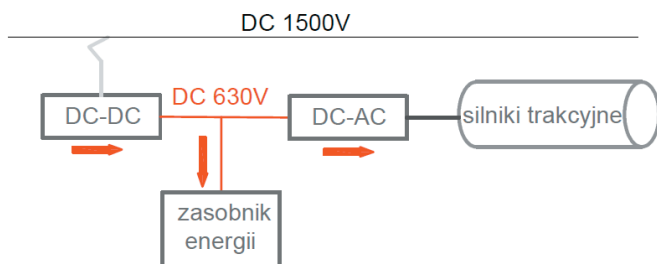 DC 1500V
DC 630V
DC-DC
DC-AC
silniki trakcyjne
zasobnik
energii